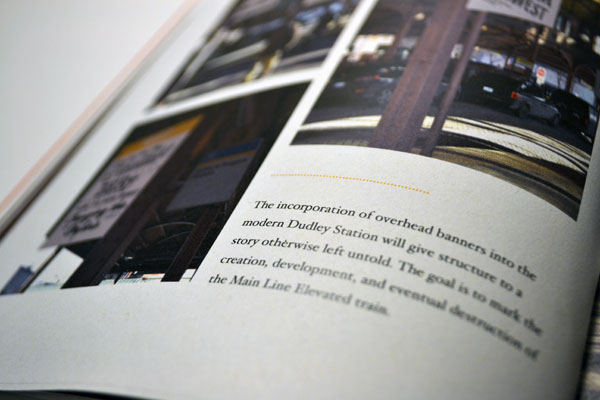 WEST
The incorporation of overhead banners into the
modern Dudley Station will give structure to a
story otherwise left untold. The goal is to mark the
creation, development, and eventual destruction of
the Main Line Elevated train.